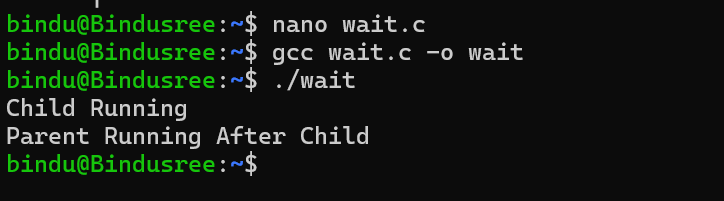 bindu@Bindusree:~$ nano wait.c
bindu@Bindusree:~$ gcc wait.c -o wait
bindu@Bindusree:~$ ./wait
Child Running
Parent Running After Child
bindu@Bindusree:~$